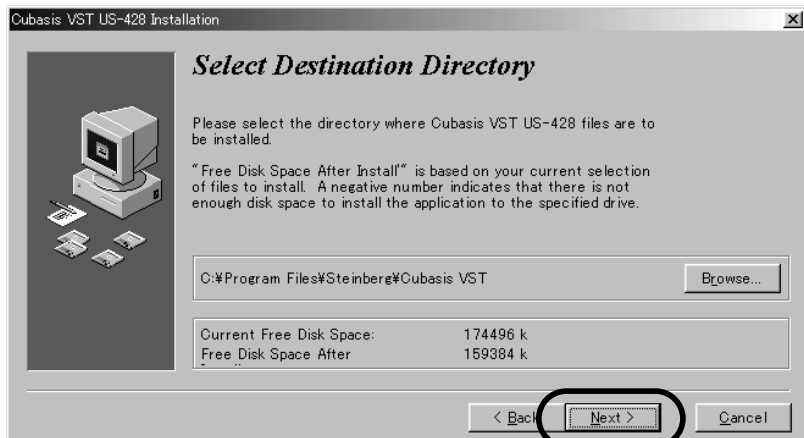 Cubasis VST US-428 Installation
Select Destination Directory
Please select the directory where Cubasis VST US-428 files are to
be installed.
"Free Disk Space After Install'" is based on your current selection
of files to install. A negative number indicates that there is not
enough disk space to install the application to the specified drive.
C:¥Program Files¥Steinberg¥Cubasis VST
Browse...
Current Free Disk Space: 174496 k
Free Disk Space After 159384 k
< Back
Next >
Cancel